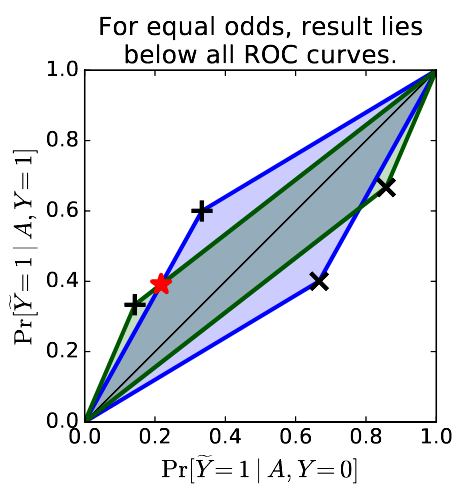 For equal odds, result lies
below all ROC curves.
1.0
0.8
0.6
0.4
0.2
0.0
0.0 0.2 0.4 0.6 0.8 1.0
Pr[Ỹ = 1 | A, Y = 1]
Pr[Ỹ = 1 | A, Y = 0]